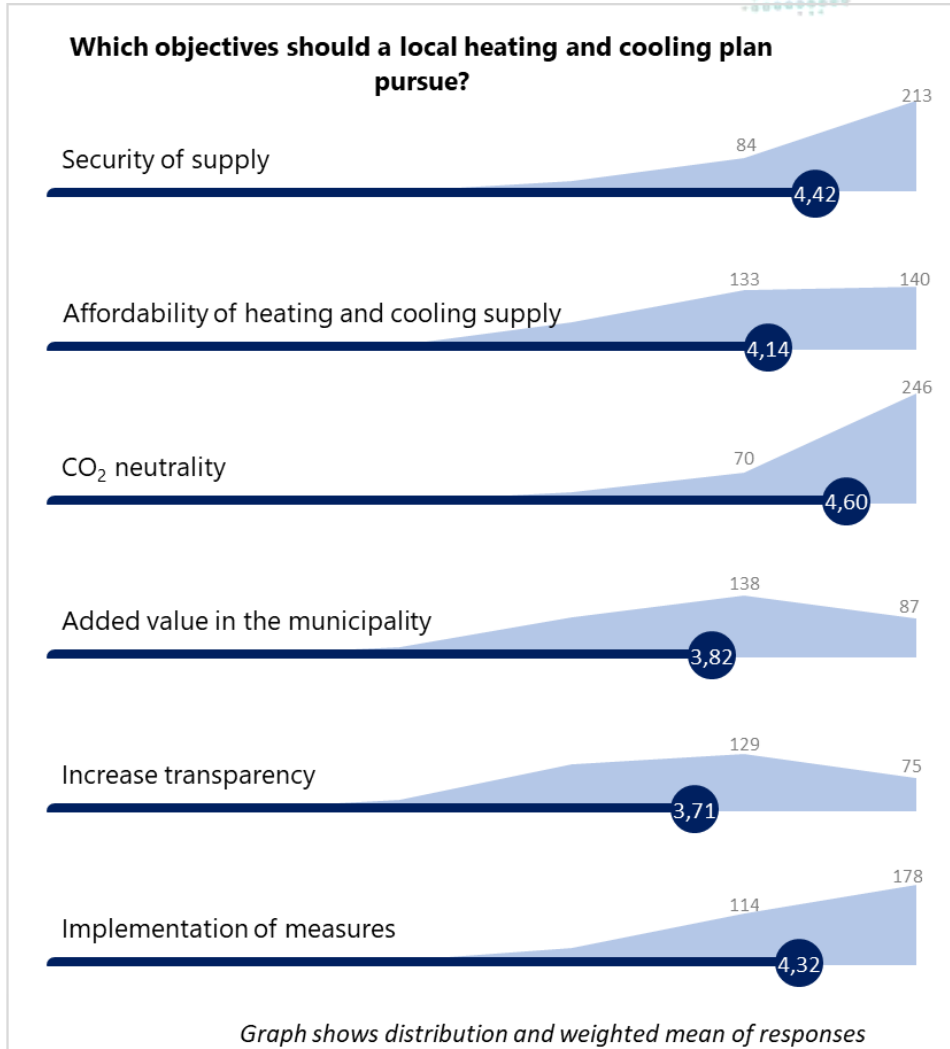 Which objectives should a local heating and cooling plan
pursue?
213
84
Security of supply
4,42
133
140
Affordability of heating and cooling supply
4,14
246
70
CO₂ neutrality
4,60
138
87
Added value in the municipality
3,82
129
75
Increase transparency
3,71
178
114
Implementation of measures
4,32
Graph shows distribution and weighted mean of responses